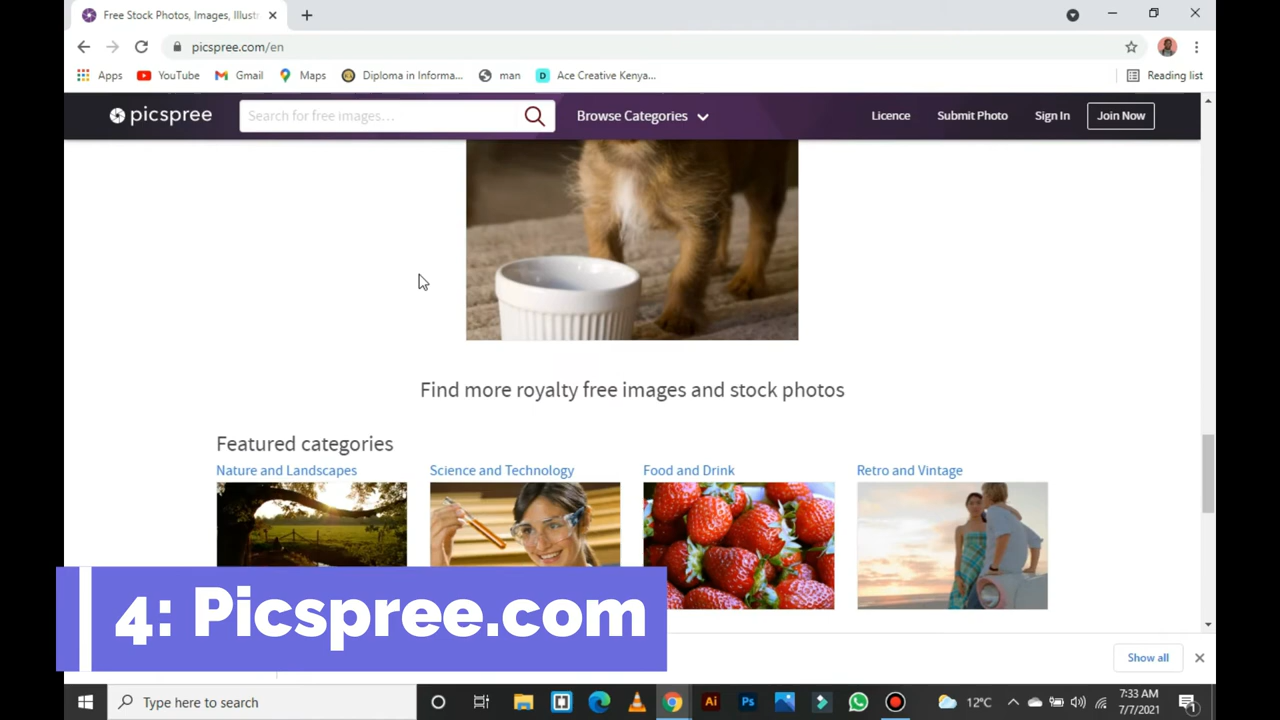 Free Stock Photos, Images, Illustr
picspree.com/en
Apps YouTube Gmail Maps Diploma in Informa... man Ace Creative Kenya... Reading list
picspree Search for free images... Browse Categories Licence Submit Photo Sign In Join Now
Find more royalty free images and stock photos
Featured categories
Nature and Landscapes Science and Technology Food and Drink Retro and Vintage
4: Picspree.com
Show all
Type here to search Ai Ps 12°C 7:33 AM
7/7/2021